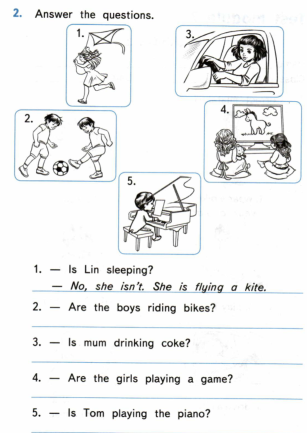 2. Answer the questions.
1.
3.
2.
4.
5.
1. — Is Lin sleeping?
— No, she isn't. She is flying a kite.
2. — Are the boys riding bikes?
3. — Is mum drinking coke?
4. — Are the girls playing a game?
5. — Is Tom playing the piano?